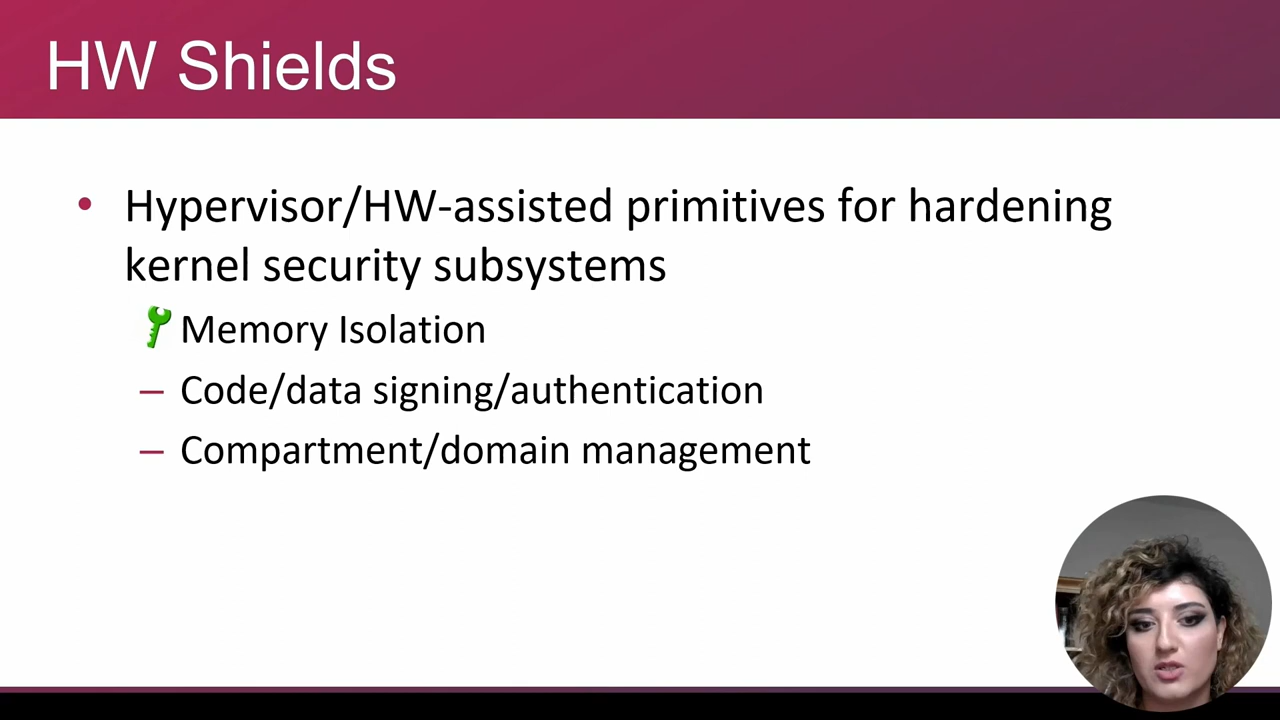 HW Shields
• Hypervisor/HW-assisted primitives for hardening
kernel security subsystems
Memory Isolation
– Code/data signing/authentication
– Compartment/domain management